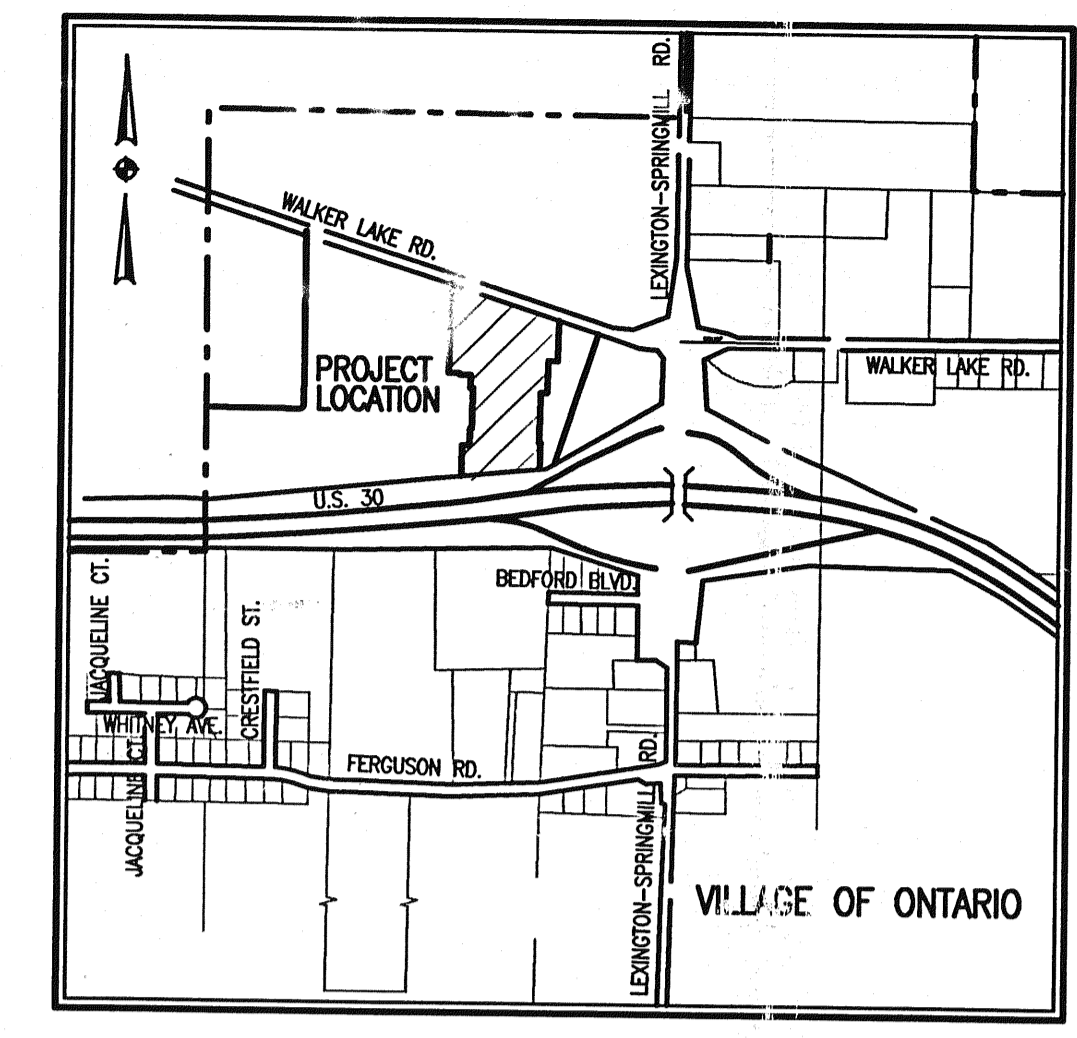 LEXINGTON-SPRINGMILL RD.
WALKER LAKE RD.
PROJECT
LOCATION
WALKER LAKE RD.
U.S. 30
BEDFORD BLVD.
JACQUELINE CT.
CRESTFIELD ST.
WHITNEY AVE.
JACQUELINE CT.
FERGUSON RD.
LEXINGTON-SPRINGMILL RD.
VILLAGE OF ONTARIO